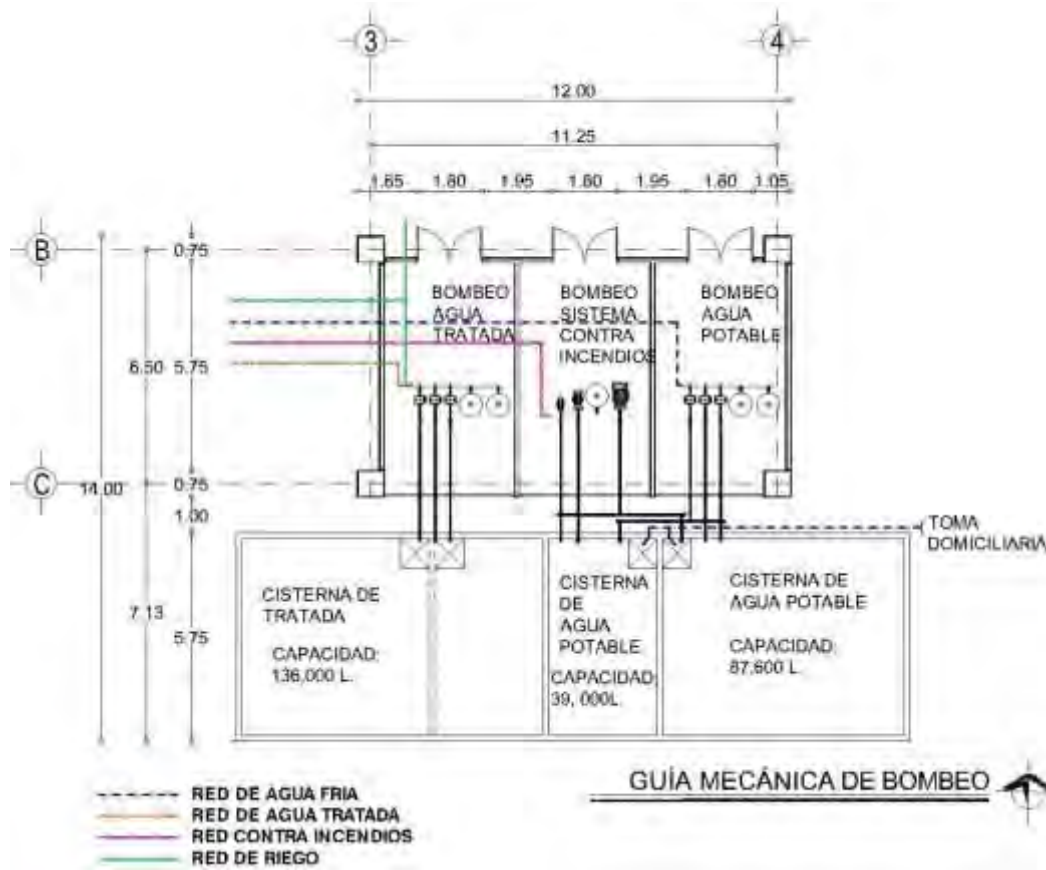 3
4
12.00
11.25
1.65
1.80
1.95
1.80
1.95
1.80
1.05
B
0.75
BOMBEO
AGUA
TRATADA
BOMBEO
SISTEMA
CONTRA
INCENDIOS
BOMBEO
AGUA
POTABLE
6.50
5.75
C
14.00
0.75
1.00
TOMA
DOMICILIARIA
CISTERNA DE
TRATADA
CAPACIDAD:
136,000 L.
CISTERNA
DE
AGUA
POTABLE
CAPACIDAD:
39, 000L.
CISTERNA DE
AGUA POTABLE
CAPACIDAD:
87,600 L.
7.13
5.75
GUÍA MECÁNICA DE BOMBEO
RED DE AGUA FRIA
RED DE AGUA TRATADA
RED CONTRA INCENDIOS
RED DE RIEGO